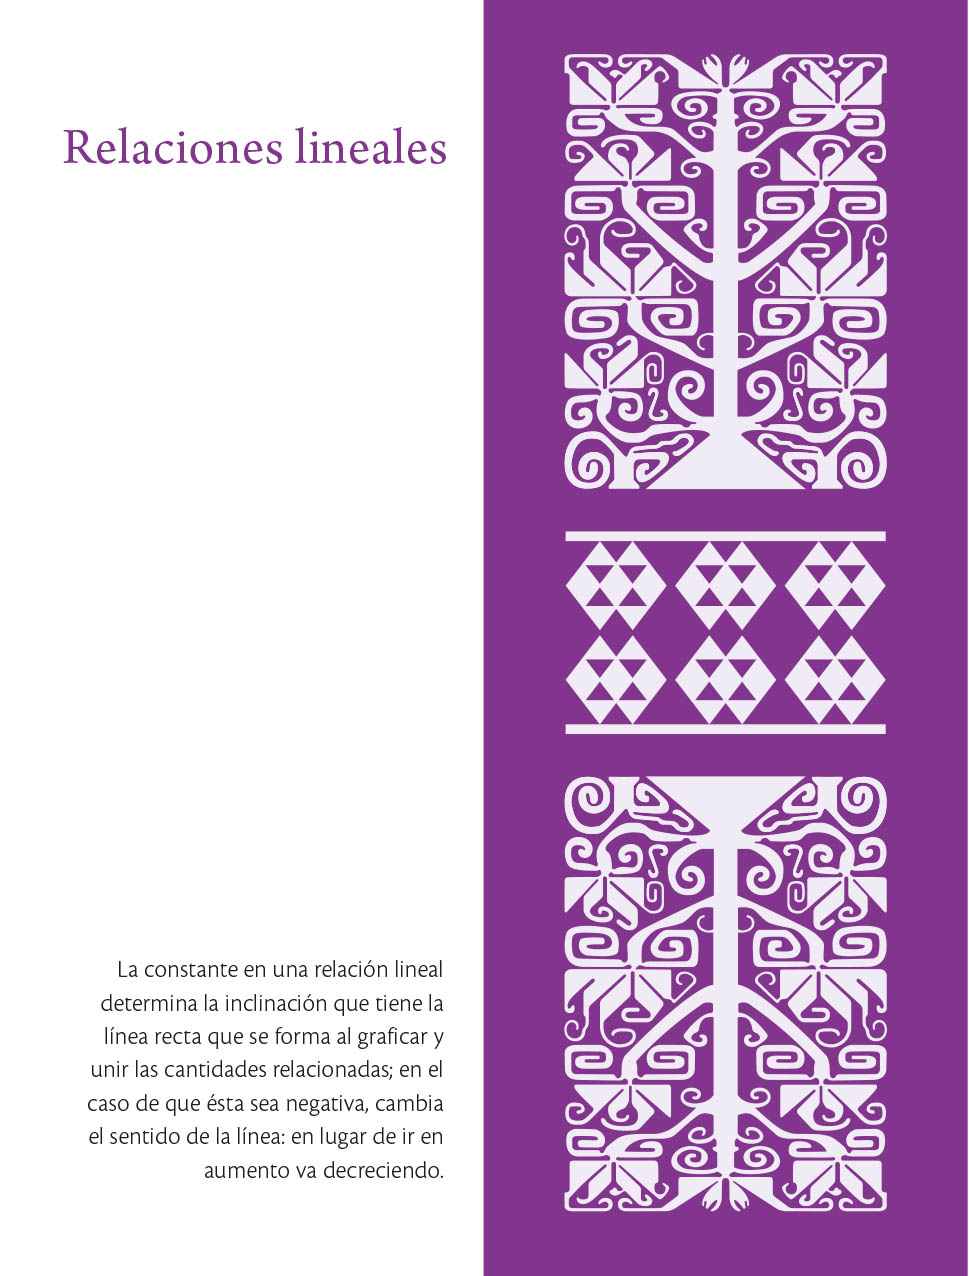 Relaciones lineales
La constante en una relación lineal
determina la inclinación que tiene la
línea recta que se forma al graficar y
unir las cantidades relacionadas; en el
caso de que ésta sea negativa, cambia
el sentido de la línea: en lugar de ir en
aumento va decreciendo.